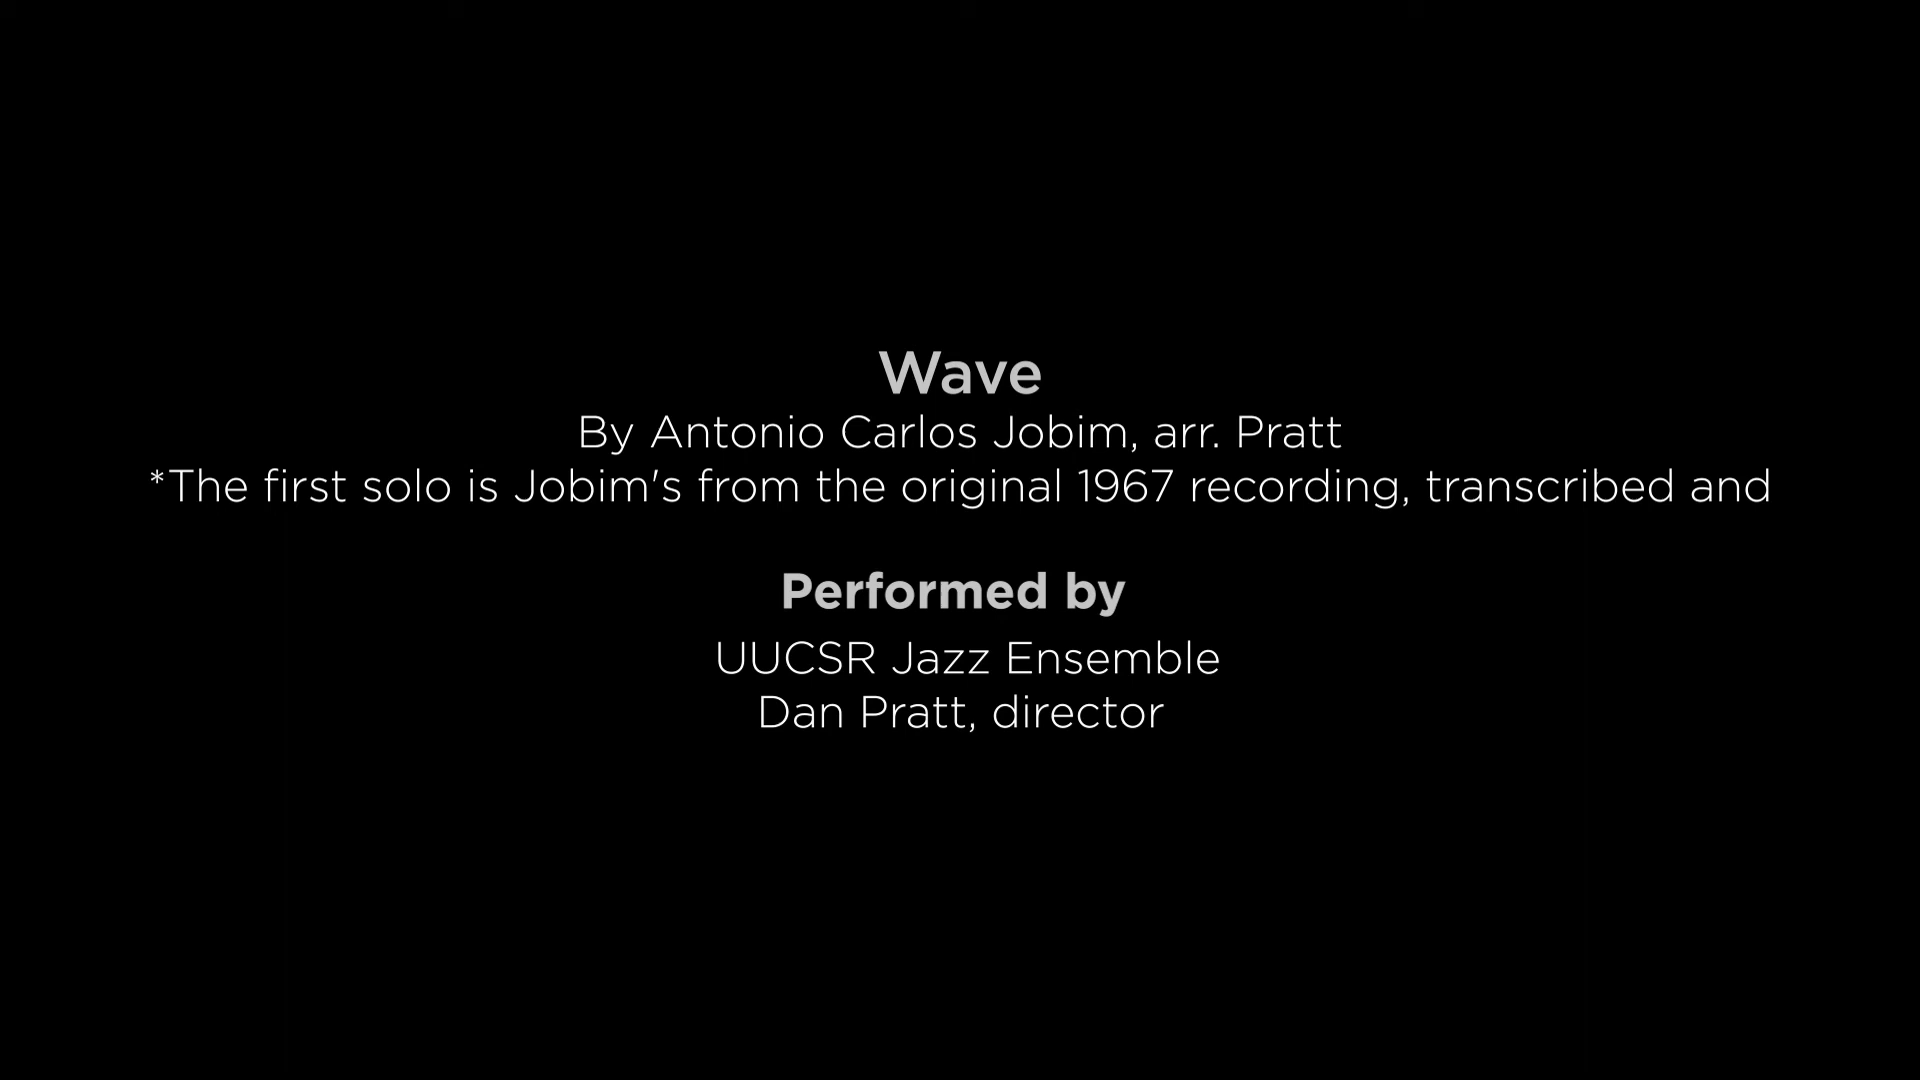 Wave
By Antonio Carlos Jobim, arr. Pratt
*The first solo is Jobim's from the original 1967 recording, transcribed and
Performed by
UUCSR Jazz Ensemble
Dan Pratt, director